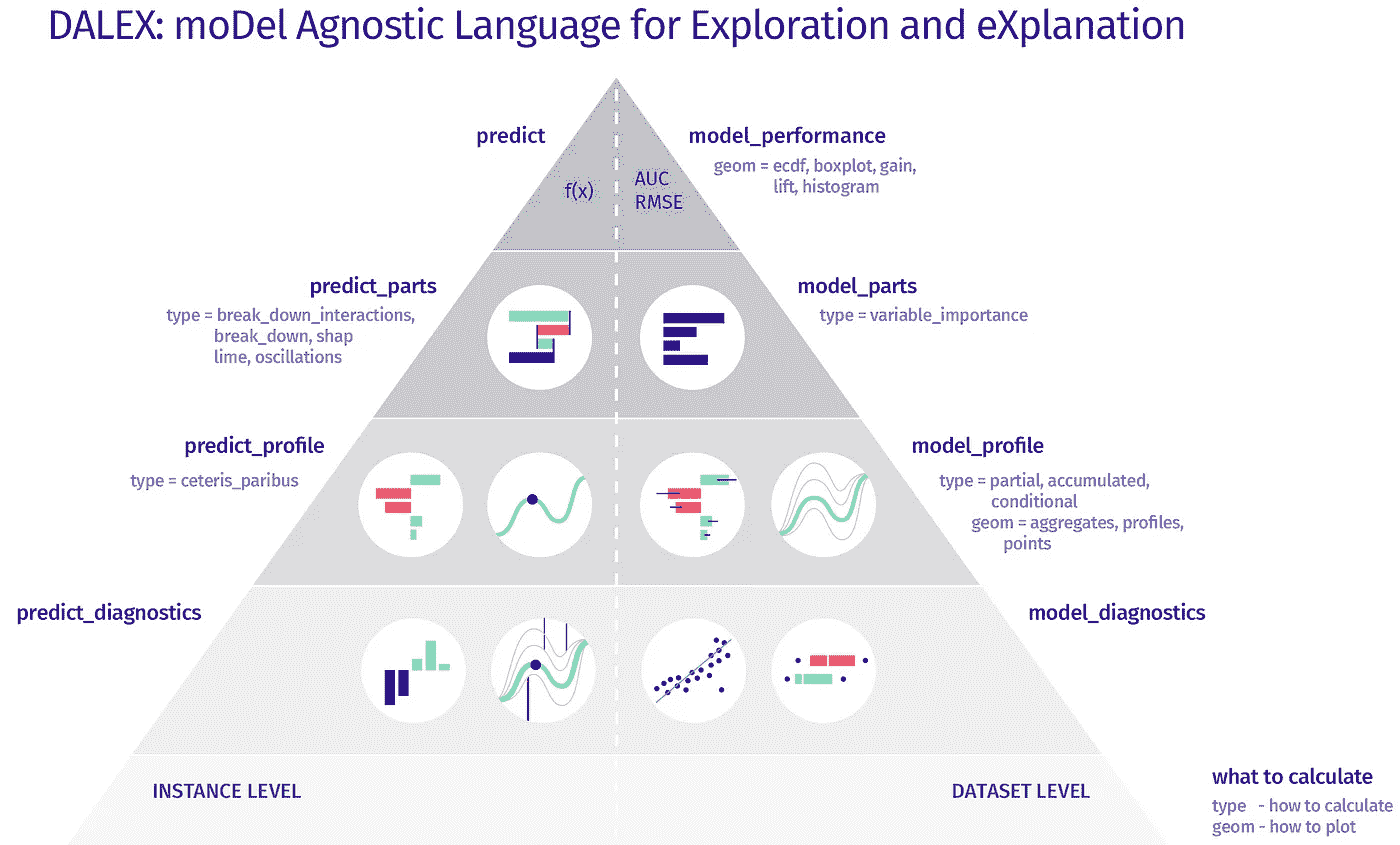 DALEX: moDel Agnostic Language for Exploration and eXplanation
predict
f(x)
model_performance
geom = ecdf, boxplot, gain,
lift, histogram
AUC
RMSE
predict_parts
type = break_down_interactions,
break_down, shap
lime, oscillations
model_parts
type = variable_importance
predict_profile
type = ceteris_paribus
model_profile
type = partial, accumulated,
conditional
geom = aggregates, profiles,
points
predict_diagnostics
model_diagnostics
INSTANCE LEVEL
DATASET LEVEL
what to calculate
type - how to calculate
geom - how to plot